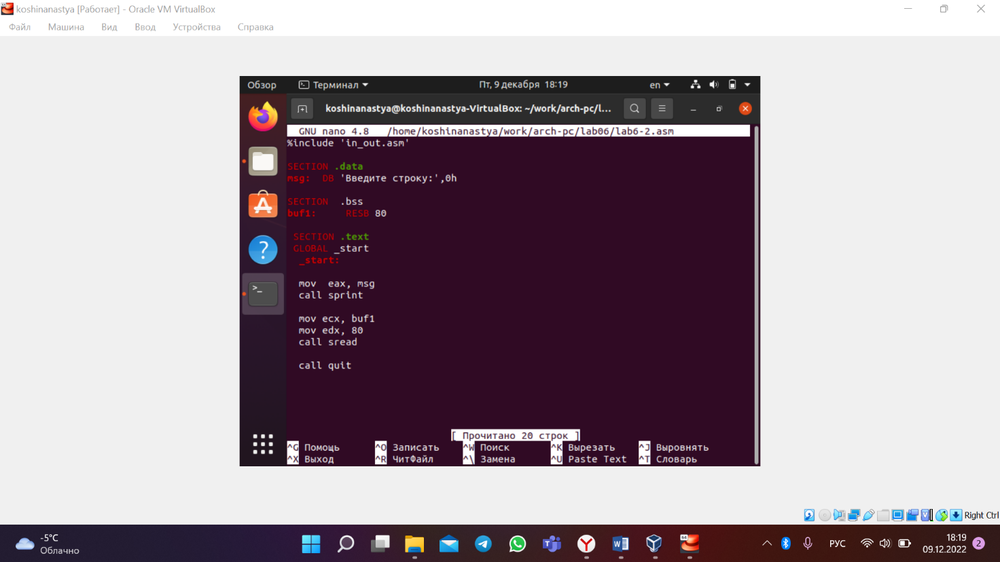 koshinanastya [Работает] - Oracle VM VirtualBox
Файл Машина Вид Ввод Устройства Справка
Обзор Терминал Пт, 9 декабря 18:19 en
koshinanastya@koshinanastya-VirtualBox: ~/work/arch-pc/l...
GNU nano 4.8 /home/koshinanastya/work/arch-pc/lab06/lab6-2.asm
%include 'in_out.asm'
SECTION .data
msg: DB 'Введите строку:',0h
SECTION .bss
buf1: RESB 80
SECTION .text
GLOBAL _start
_start:
mov eax, msg
call sprint
mov ecx, buf1
mov edx, 80
call sread
call quit
[ Прочитано 20 строк ]
^G Помощь ^O Записать ^W Поиск ^K Вырезать ^J Выровнять
^X Выход ^R ЧитФайл ^\ Замена ^U Paste Text ^T Словарь
Right Ctrl
-5°C
Облачно
РУС
18:19
09.12.2022
2